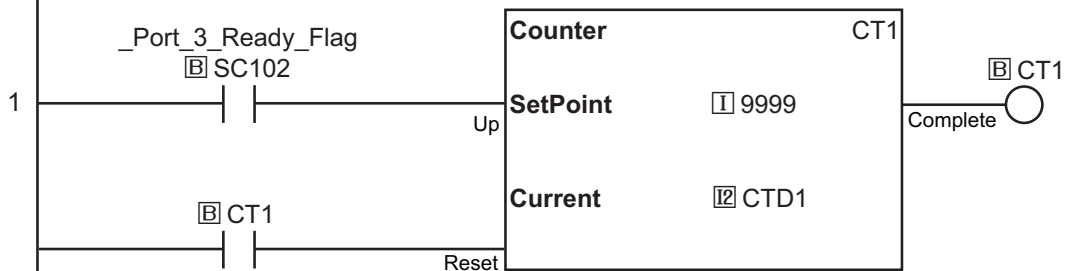 _Port_3_Ready_Flag
B SC102
1
Up
Counter CT1
SetPoint I 9999
Current I2 CTD1
B CT1
Complete
B CT1
Reset